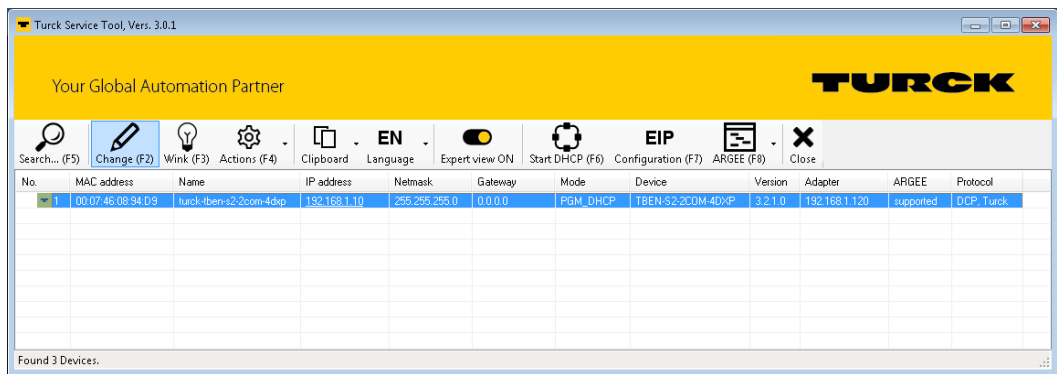 Turck Service Tool, Vers. 3.0.1
Your Global Automation Partner
TURCK
Search... (F5) Change (F2) Wink (F3) Actions (F4) Clipboard EN Language Expert view ON Start DHCP (F6) EIP Configuration (F7) ARGEE (F8) Close
No. MAC address Name IP address Netmask Gateway Mode Device Version Adapter ARGEE Protocol
1 00:07:46:08:94:D9 turck-tben-s2-2com-4dxp 192.168.1.10 255.255.255.0 0.0.0.0 PGM_DHCP TBEN-S2-2COM-4DXP 3.2.1.0 192.168.1.120 supported DCP, Turck
Found 3 Devices.